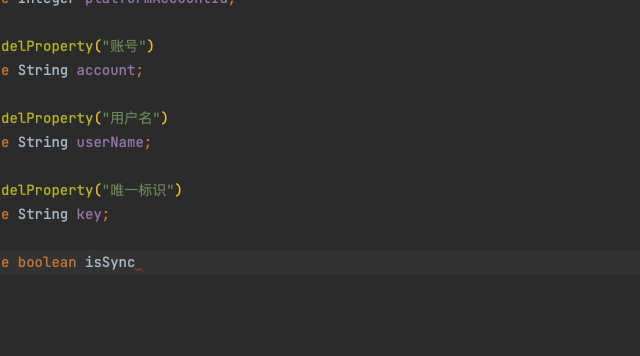 e Integer platformAccountId;
delProperty("账号")
e String account;
delProperty("用户名")
e String userName;
delProperty("唯一标识")
e String key;
e boolean isSync